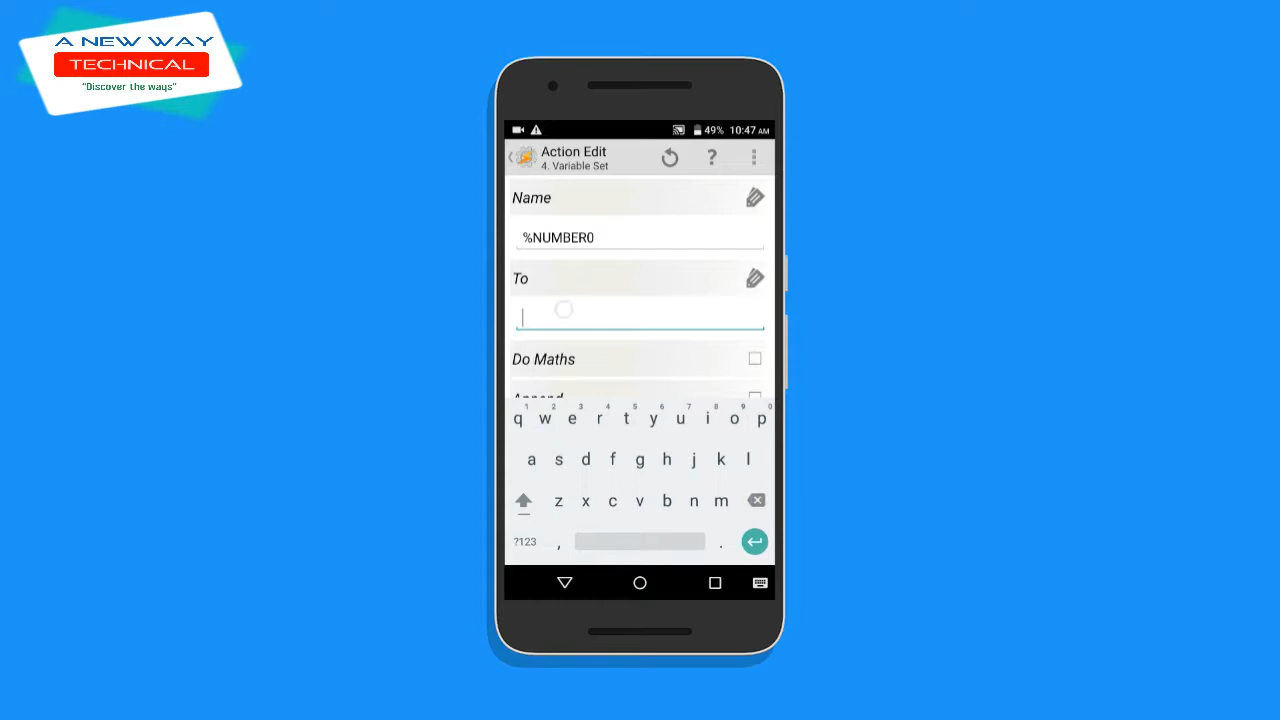 A NEW WAY
TECHNICAL
"Discover the ways"
49% 10:47 AM
Action Edit
4. Variable Set
?
Name
%NUMBER0
To
Do Maths
Append
1 2 3 4 5 6 7 8 9 0
q w e r t y u i o p
a s d f g h j k l
z x c v b n m
?123 , .